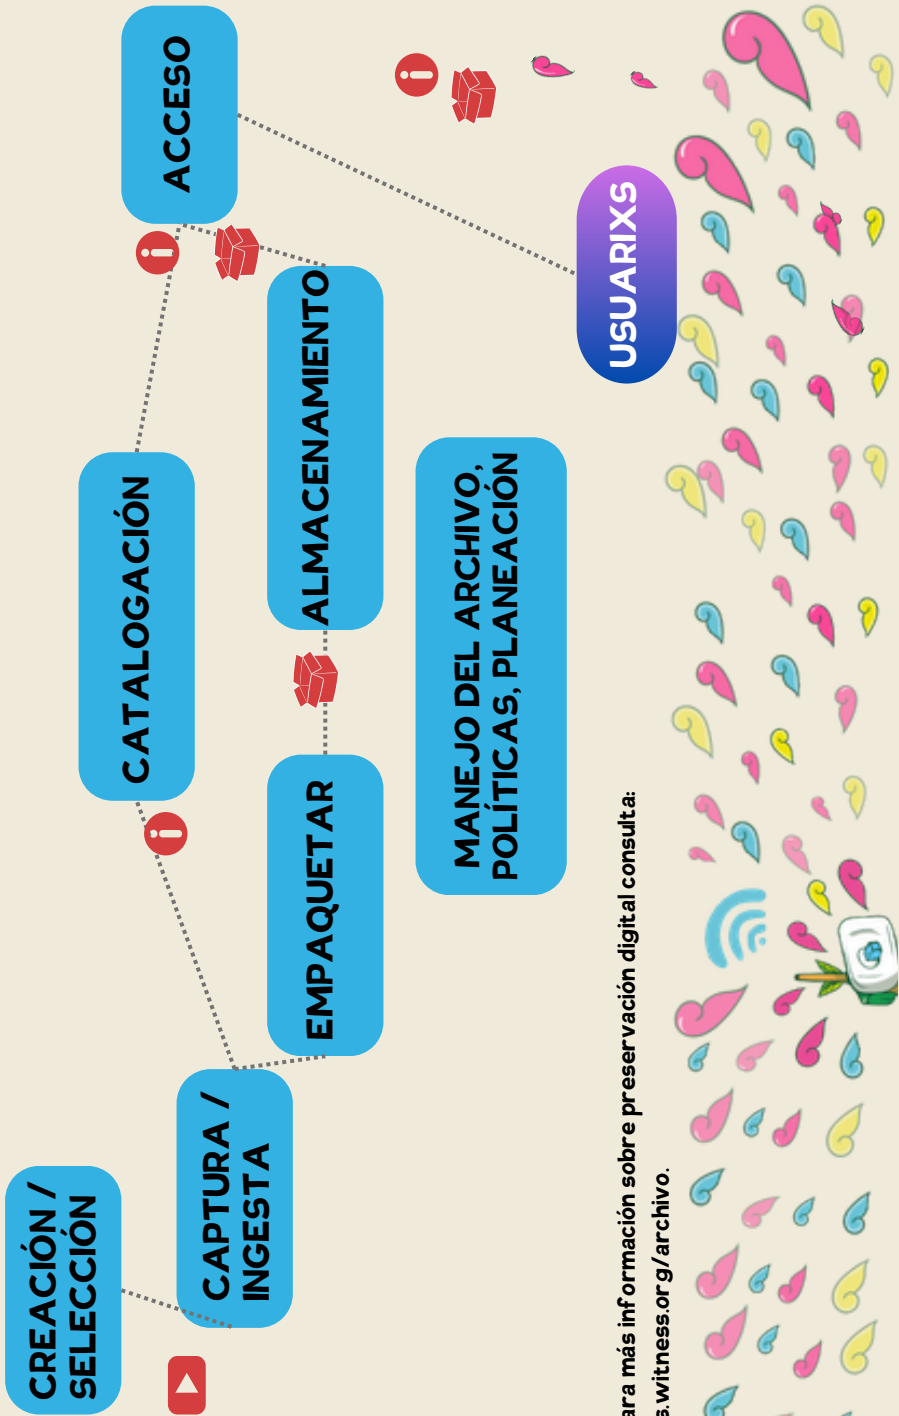 CREACIÓN /
SELECCIÓN
CAPTURA /
INGESTA
CATALOGACIÓN
EMPAQUETAR
ALMACENAMIENTO
ACCESO
MANEJO DEL ARCHIVO,
POLÍTICAS, PLANEACIÓN
USUARIXS
ara más información sobre preservación digital consulta:
s.witness.org/archivo.